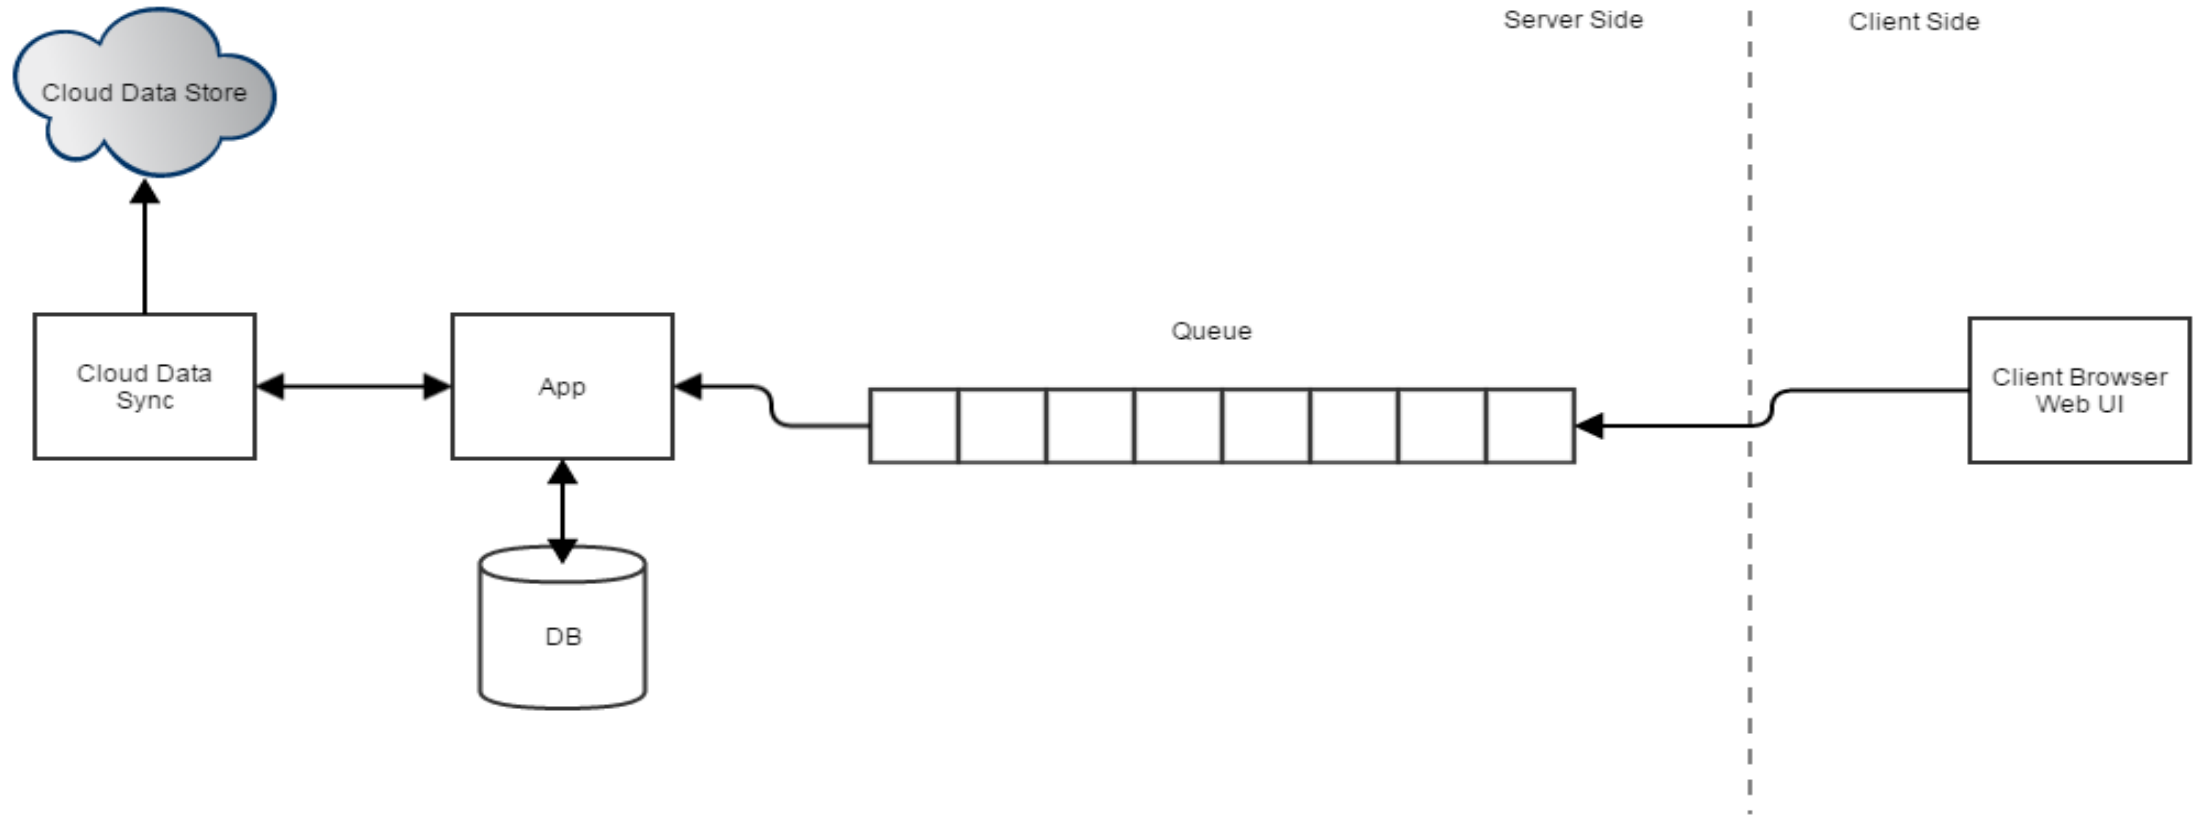 Server Side
Client Side
Cloud Data Store
Queue
Cloud Data
Sync
App
Client Browser
Web UI
DB